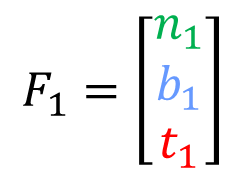 n₁
F₁ = [b₁]
t₁